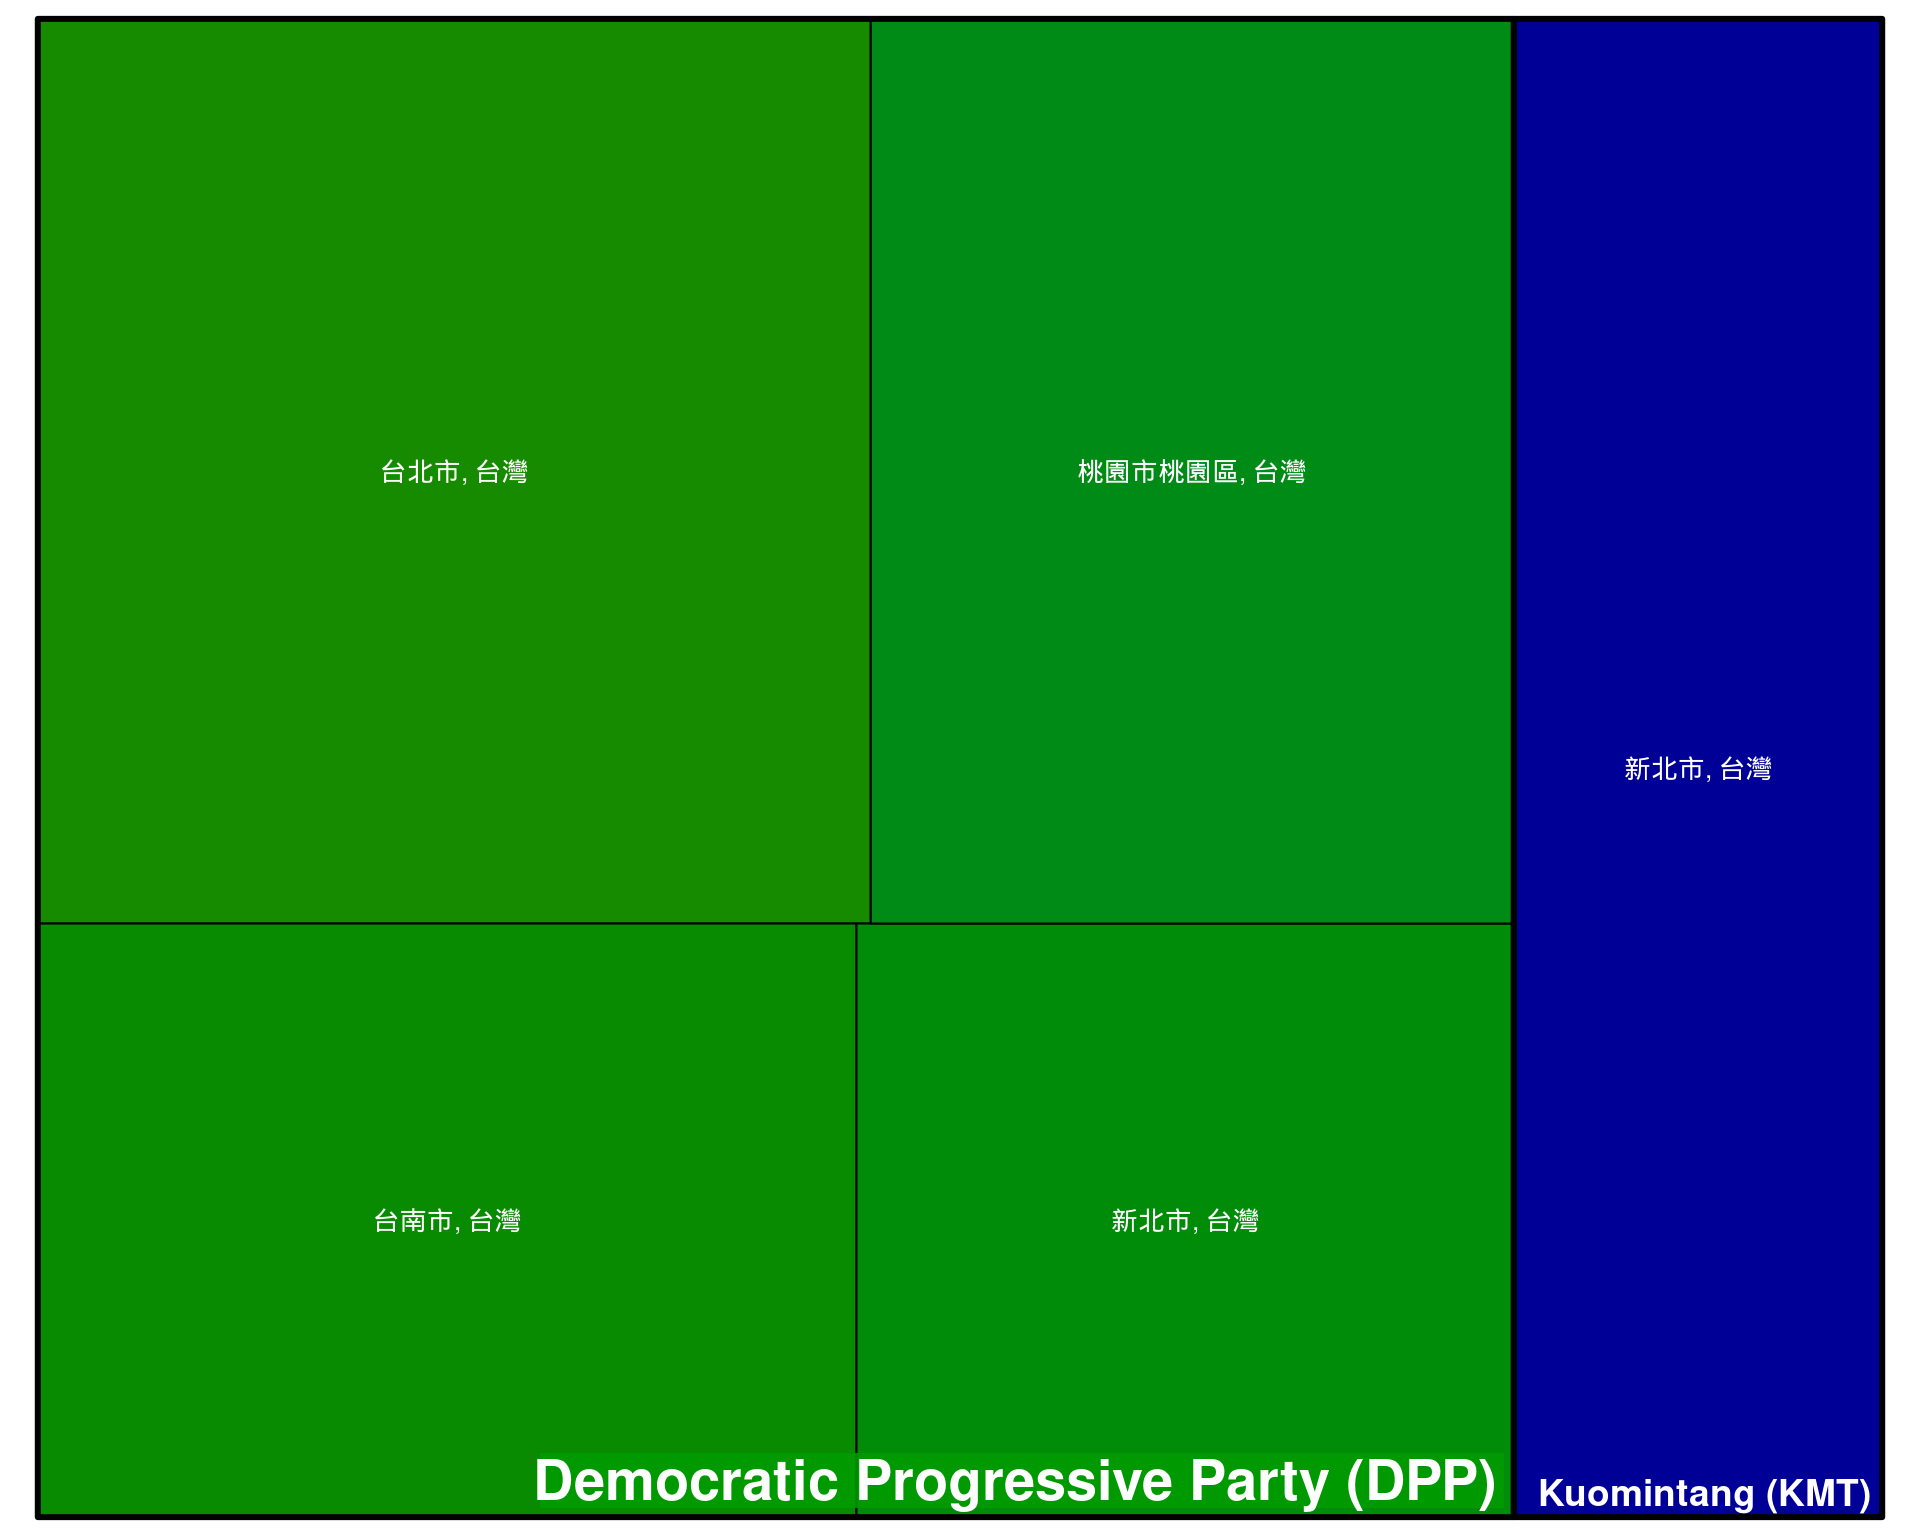 台北市, 台灣
桃園市桃園區, 台灣
新北市, 台灣
台南市, 台灣
新北市, 台灣
Democratic Progressive Party (DPP)
Kuomintang (KMT)